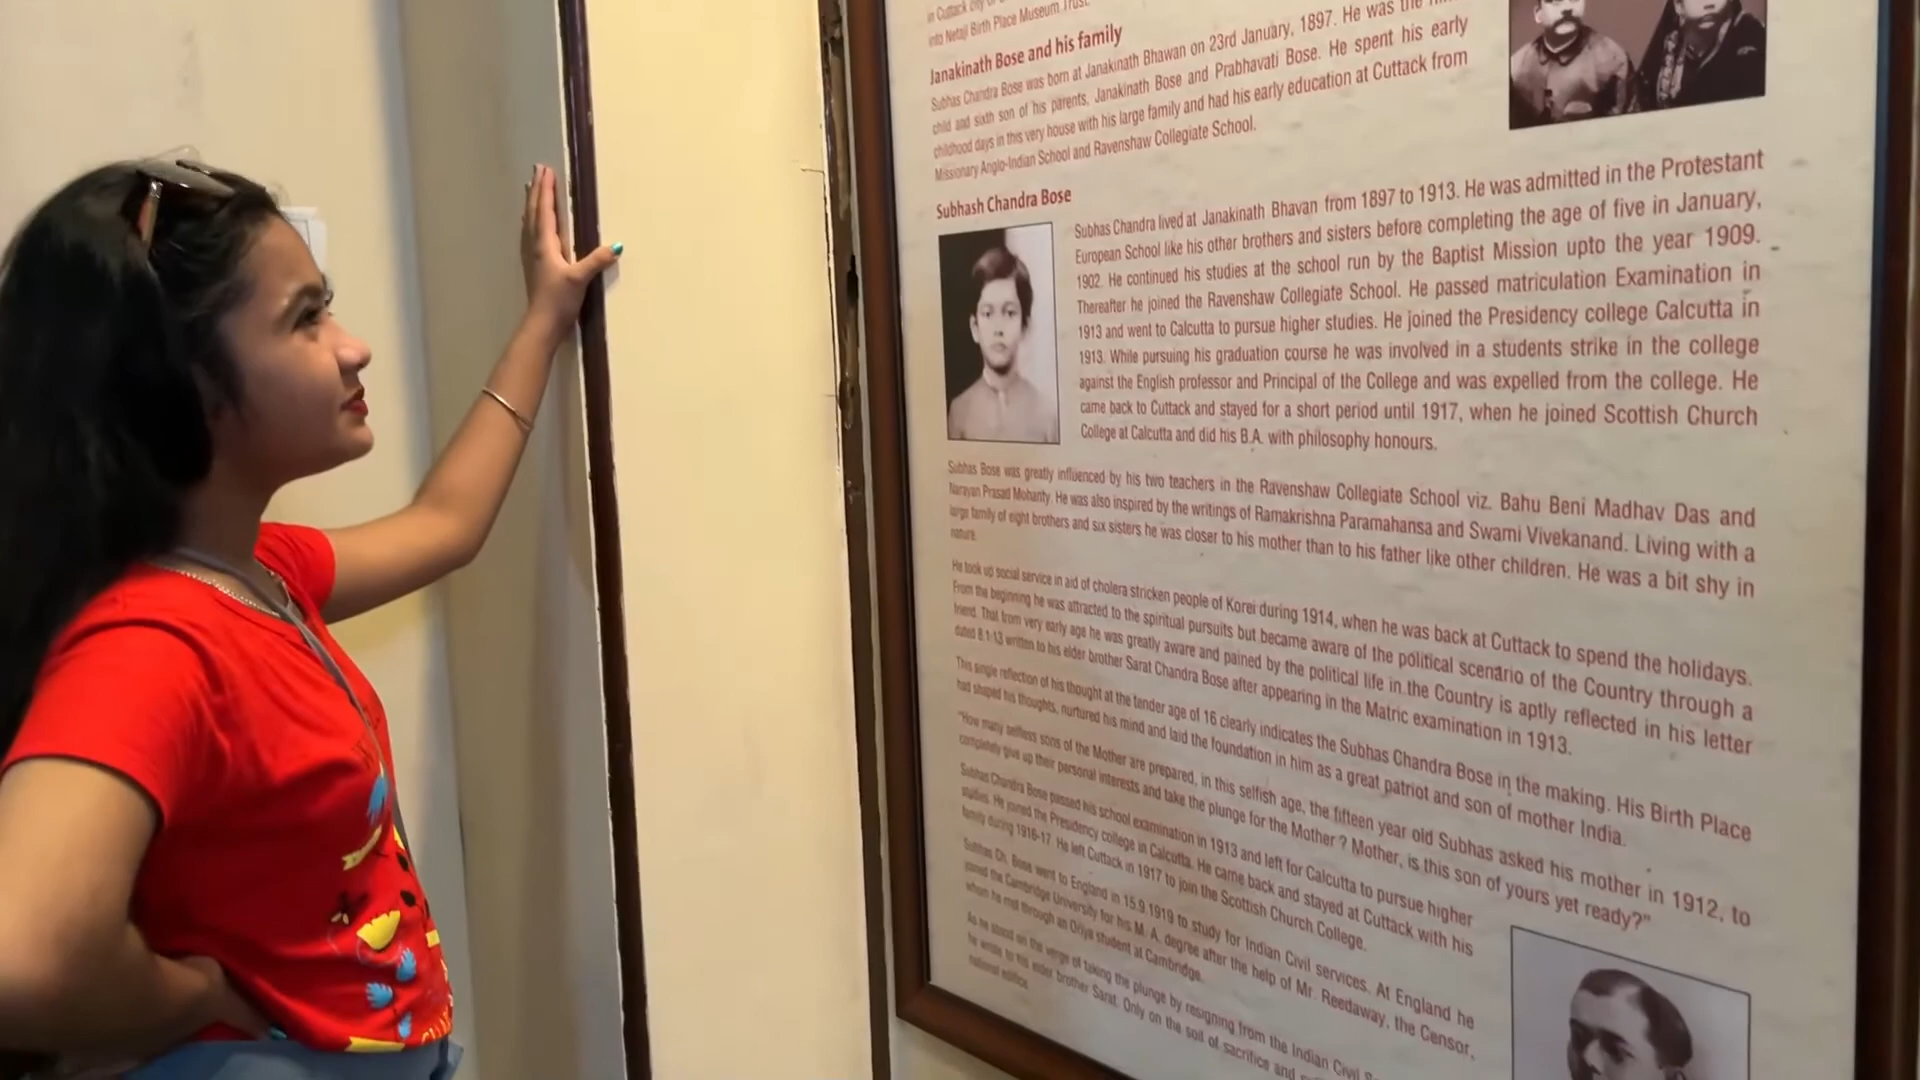 in Cuttack city
into Netaji Birth Place Museum Trust.
Janakinath Bose and his family
Subhas Chandra Bose was born at Janakinath Bhawan on 23rd January, 1897. He was the
child and sixth son of his parents, Janakinath Bose and Prabhavati Bose. He spent his early
childhood days in this very house with his large family and had his early education at Cuttack from
Missionary Anglo-Indian School and Ravenshaw Collegiate School.
Subhash Chandra Bose
Subhas Chandra lived at Janakinath Bhavan from 1897 to 1913. He was admitted in the Protestant
European School like his other brothers and sisters before completing the age of five in January,
1902. He continued his studies at the school run by the Baptist Mission upto the year 1909.
Thereafter he joined the Ravenshaw Collegiate School. He passed matriculation Examination in
1913 and went to Calcutta to pursue higher studies. He joined the Presidency college Calcutta in
1913. While pursuing his graduation course he was involved in a students strike in the college
against the English professor and Principal of the College and was expelled from the college. He
came back to Cuttack and stayed for a short period until 1917, when he joined Scottish Church
College at Calcutta and did his B.A. with philosophy honours.
Subhas Bose was greatly influenced by his two teachers in the Ravenshaw Collegiate School viz. Bahu Beni Madhav Das and
Narayan Prasad Mohanty. He was also inspired by the writings of Ramakrishna Paramahansa and Swami Vivekanand. Living with a
large family of eight brothers and six sisters he was closer to his mother than to his father like other children. He was a bit shy in
nature.
He took up social service in aid of cholera stricken people of Korei during 1914, when he was back at Cuttack to spend the holidays.
From the beginning he was attracted to the spiritual pursuits but became aware of the political scenario of the Country through a
friend. That from very early age he was greatly aware and pained by the political life in the Country is aptly reflected in his letter
dated 8.1.13 written to his elder brother Sarat Chandra Bose after appearing in the Matric examination in 1913.
This single reflection of his thought at the tender age of 16 clearly indicates the Subhas Chandra Bose in the making. His Birth Place
had shaped his thoughts, nurtured his mind and laid the foundation in him as a great patriot and son of mother India.
"How many selfless sons of the Mother are prepared, in this selfish age, the fifteen year old Subhas asked his mother in 1912, to
completely give up their personal interests and take the plunge for the Mother ? Mother, is this son of yours yet ready?"
Subhas Chandra Bose passed his school examination in 1913 and left for Calcutta to pursue higher
studies. He joined the Presidency college in Calcutta. He came back and stayed at Cuttack with his
family during 1916-17. He left Cuttack in 1917 to join the Scottish Church College.
Subhas Ch. Bose went to England in 15.9.1919 to study for Indian Civil services. At England he
joined the Cambridge University for his M. A. degree after the help of Mr. Reedaway, the Censor,
whom he met through an Oriya student at Cambridge.
As he stood on the verge of taking the plunge by resigning from the Indian Civil
he wrote to his elder brother Sarat. Only on the soil of sacrifice and
national edifice.